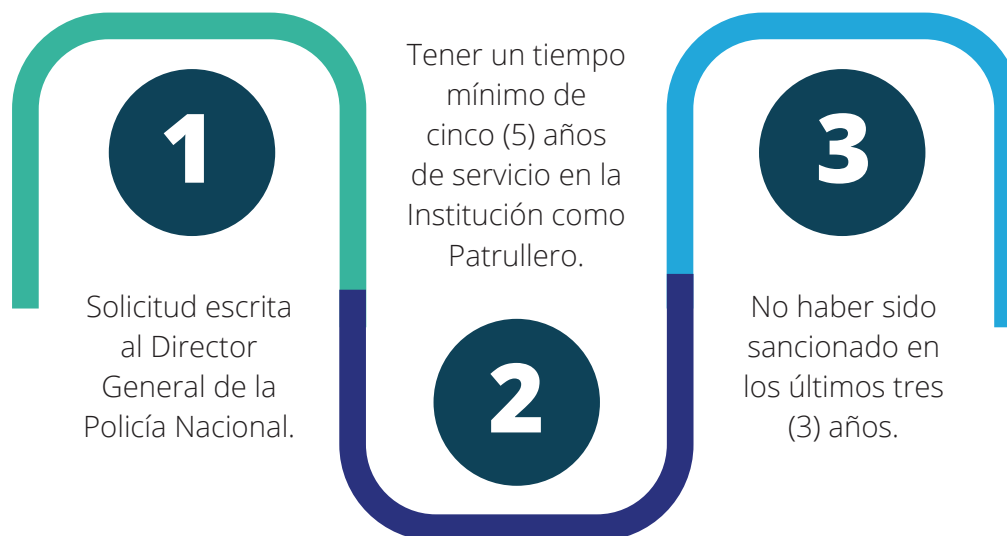 1
Solicitud escrita
al Director
General de la
Policía Nacional.
Tener un tiempo
mínimo de
cinco (5) años
de servicio en la
Institución como
Patrullero.
2
3
No haber sido
sancionado en
los últimos tres
(3) años.